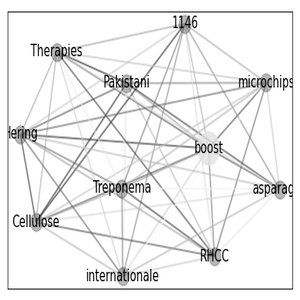 1146
Therapies
Pakistani
microchips
Hering
boost
Treponema
asparag
Cellulose
RHCC
internationale